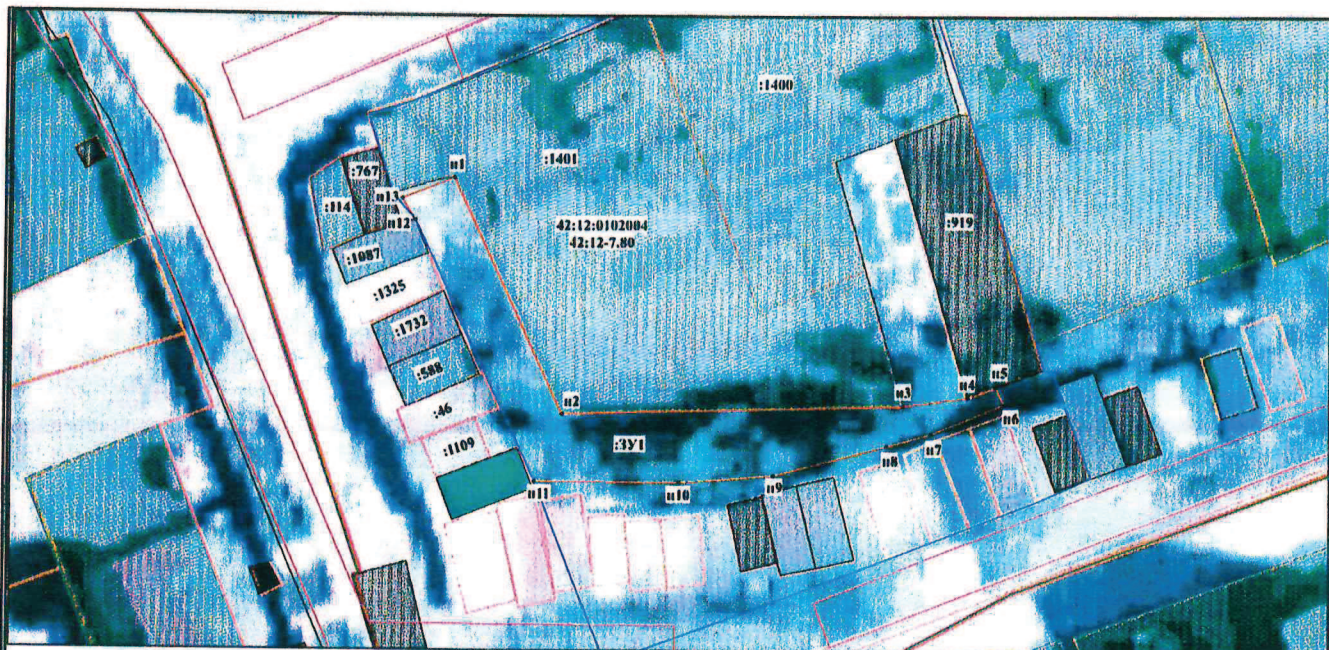 :1400
:1401
н1
:767
н13
:114
н12
42:12:0102004
42:12-7.80
:919
:1087
:1325
:1732
:588
:46
:1109
н2
н3
н4
н5
н6
:ЗУ1
н7
н8
н9
н10
н11